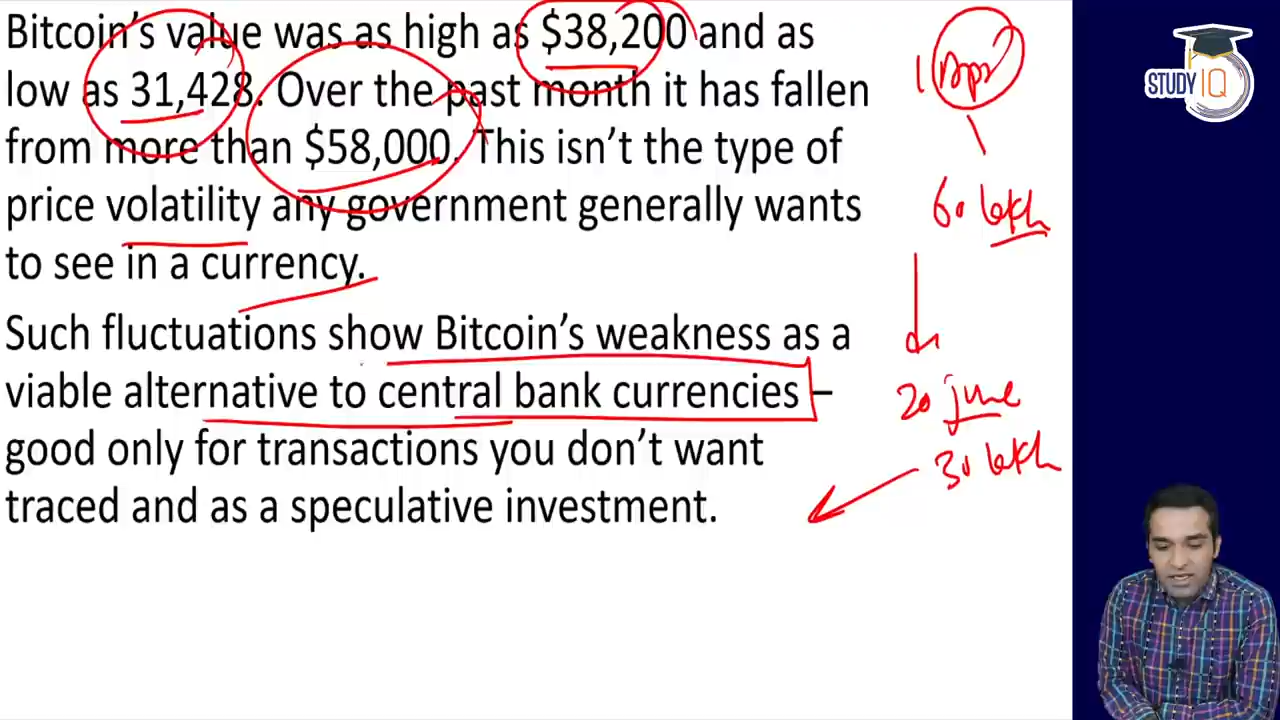 Bitcoin's value was as high as $38,200 and as
low as 31,428. Over the past month it has fallen
from more than $58,000. This isn't the type of
price volatility any government generally wants
to see in a currency.
Such fluctuations show Bitcoin's weakness as a
viable alternative to central bank currencies –
good only for transactions you don't want
traced and as a speculative investment.
1 Apr
60 lakh
20 june
30 lakh
STUDY IQ